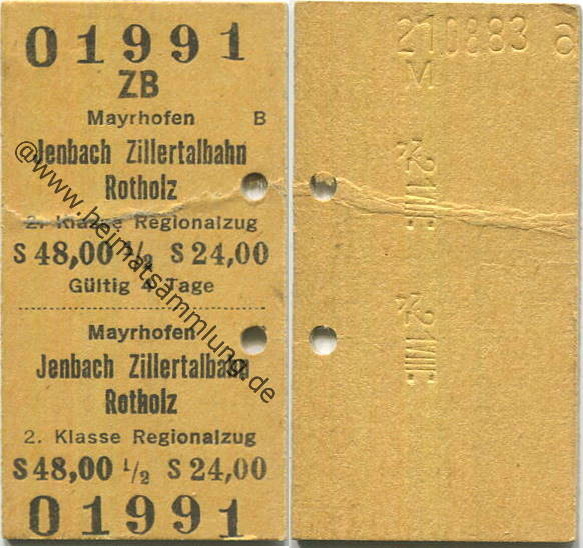 01991
ZB
Mayrhofen B
Jenbach Zillertalbahn
Rotholz
2. Klasse Regionalzug
S 48,00 1/2 S 24,00
Gültig 4 Tage
Mayrhofen
Jenbach Zillertalbahn
Rotholz
2. Klasse Regionalzug
S 48,00 1/2 S 24,00
01991
@www.heimatsammlung.de